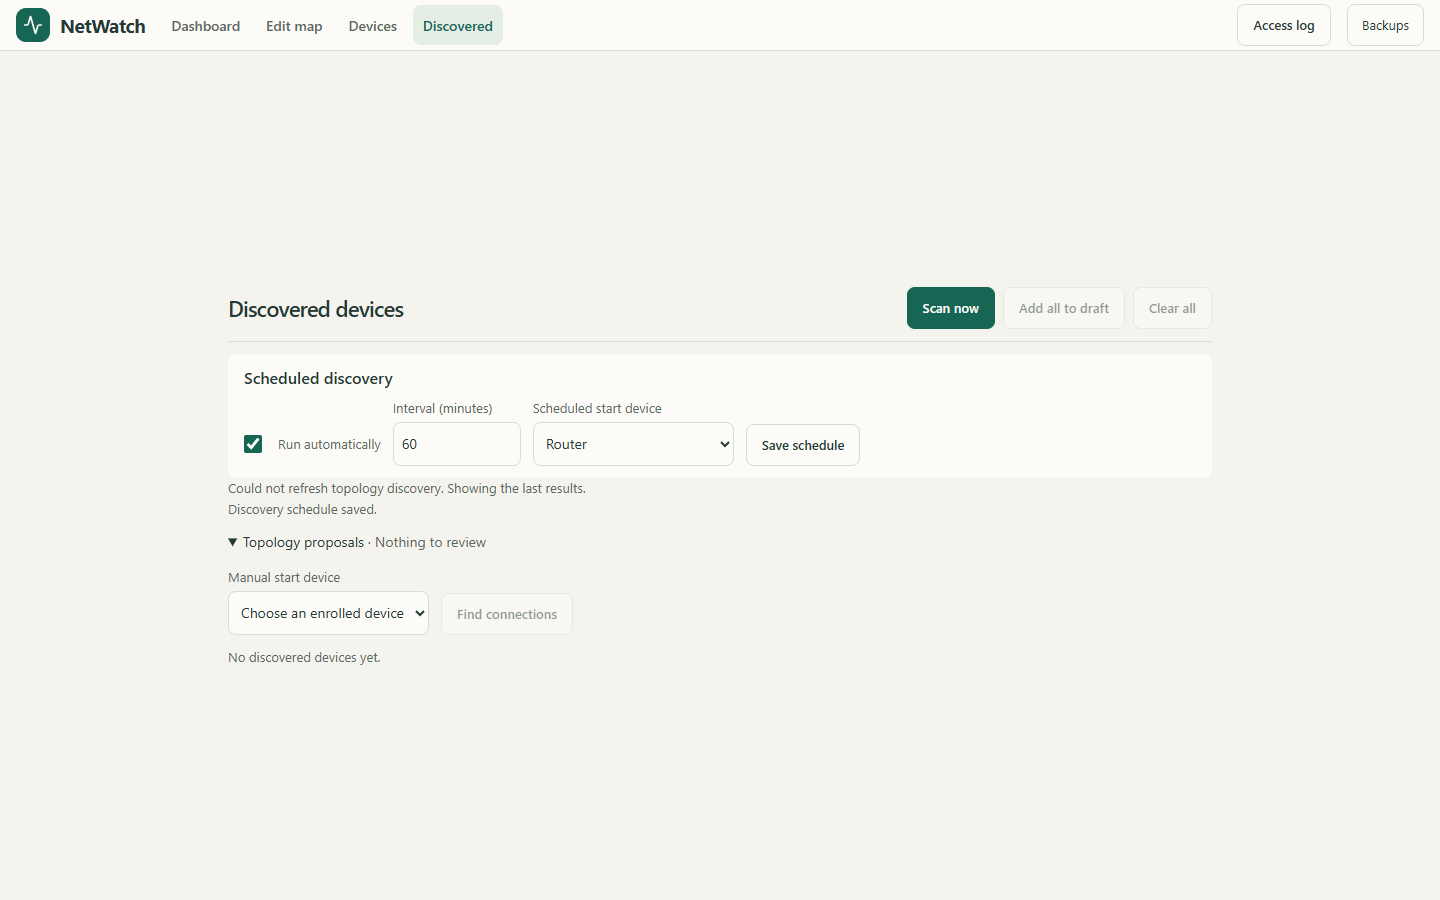 NetWatch Dashboard Edit map Devices Discovered Access log Backups
Discovered devices Scan now Add all to draft Clear all
Scheduled discovery
Interval (minutes) Scheduled start device
Run automatically 60 Router Save schedule
Could not refresh topology discovery. Showing the last results.
Discovery schedule saved.
Topology proposals · Nothing to review
Manual start device
Choose an enrolled device Find connections
No discovered devices yet.